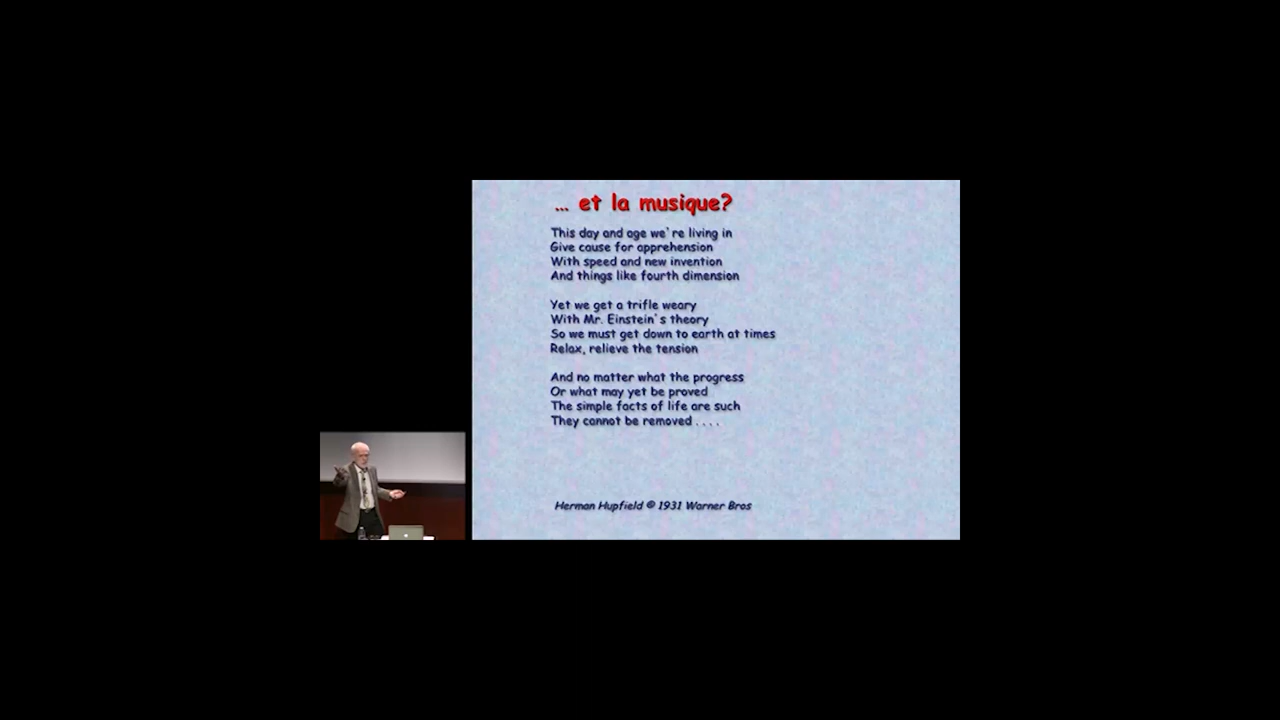 … et la musique?
This day and age we're living in
Give cause for apprehension
With speed and new invention
And things like fourth dimension
Yet we get a trifle weary
With Mr. Einstein's theory
So we must get down to earth at times
Relax, relieve the tension
And no matter what the progress
Or what may yet be proved
The simple facts of life are such
They cannot be removed . . . .
Herman Hupfield © 1931 Warner Bros